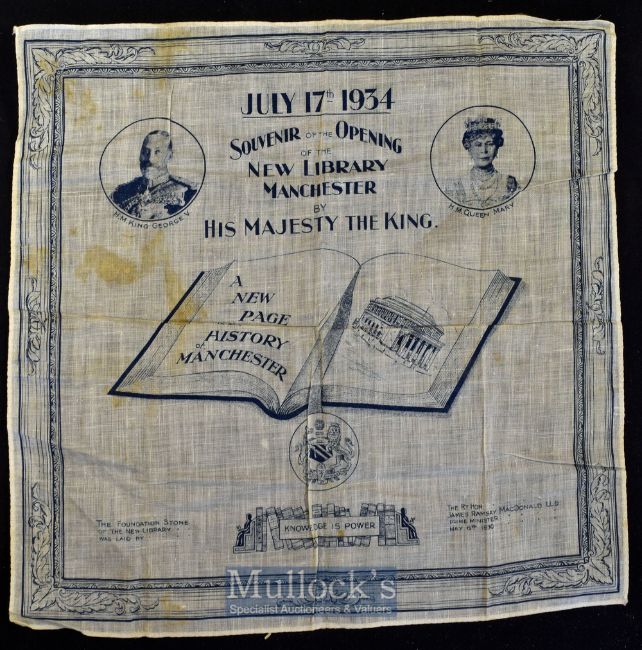 JULY 17th 1934
SOUVENIR OF THE OPENING
OF THE
NEW LIBRARY
MANCHESTER
BY
HIS MAJESTY THE KING.
H.M. KING GEORGE V
H.M. QUEEN MARY
A
NEW
PAGE
HISTORY
OF
MANCHESTER
KNOWLEDGE IS POWER
THE FOUNDATION STONE
OF THE NEW LIBRARY
WAS LAID BY
THE RT HON
JAMES RAMSAY MACDONALD LL.D
PRIME MINISTER
MAY 6TH 1930
Mullock's
Specialist Auctioneers & Valuers